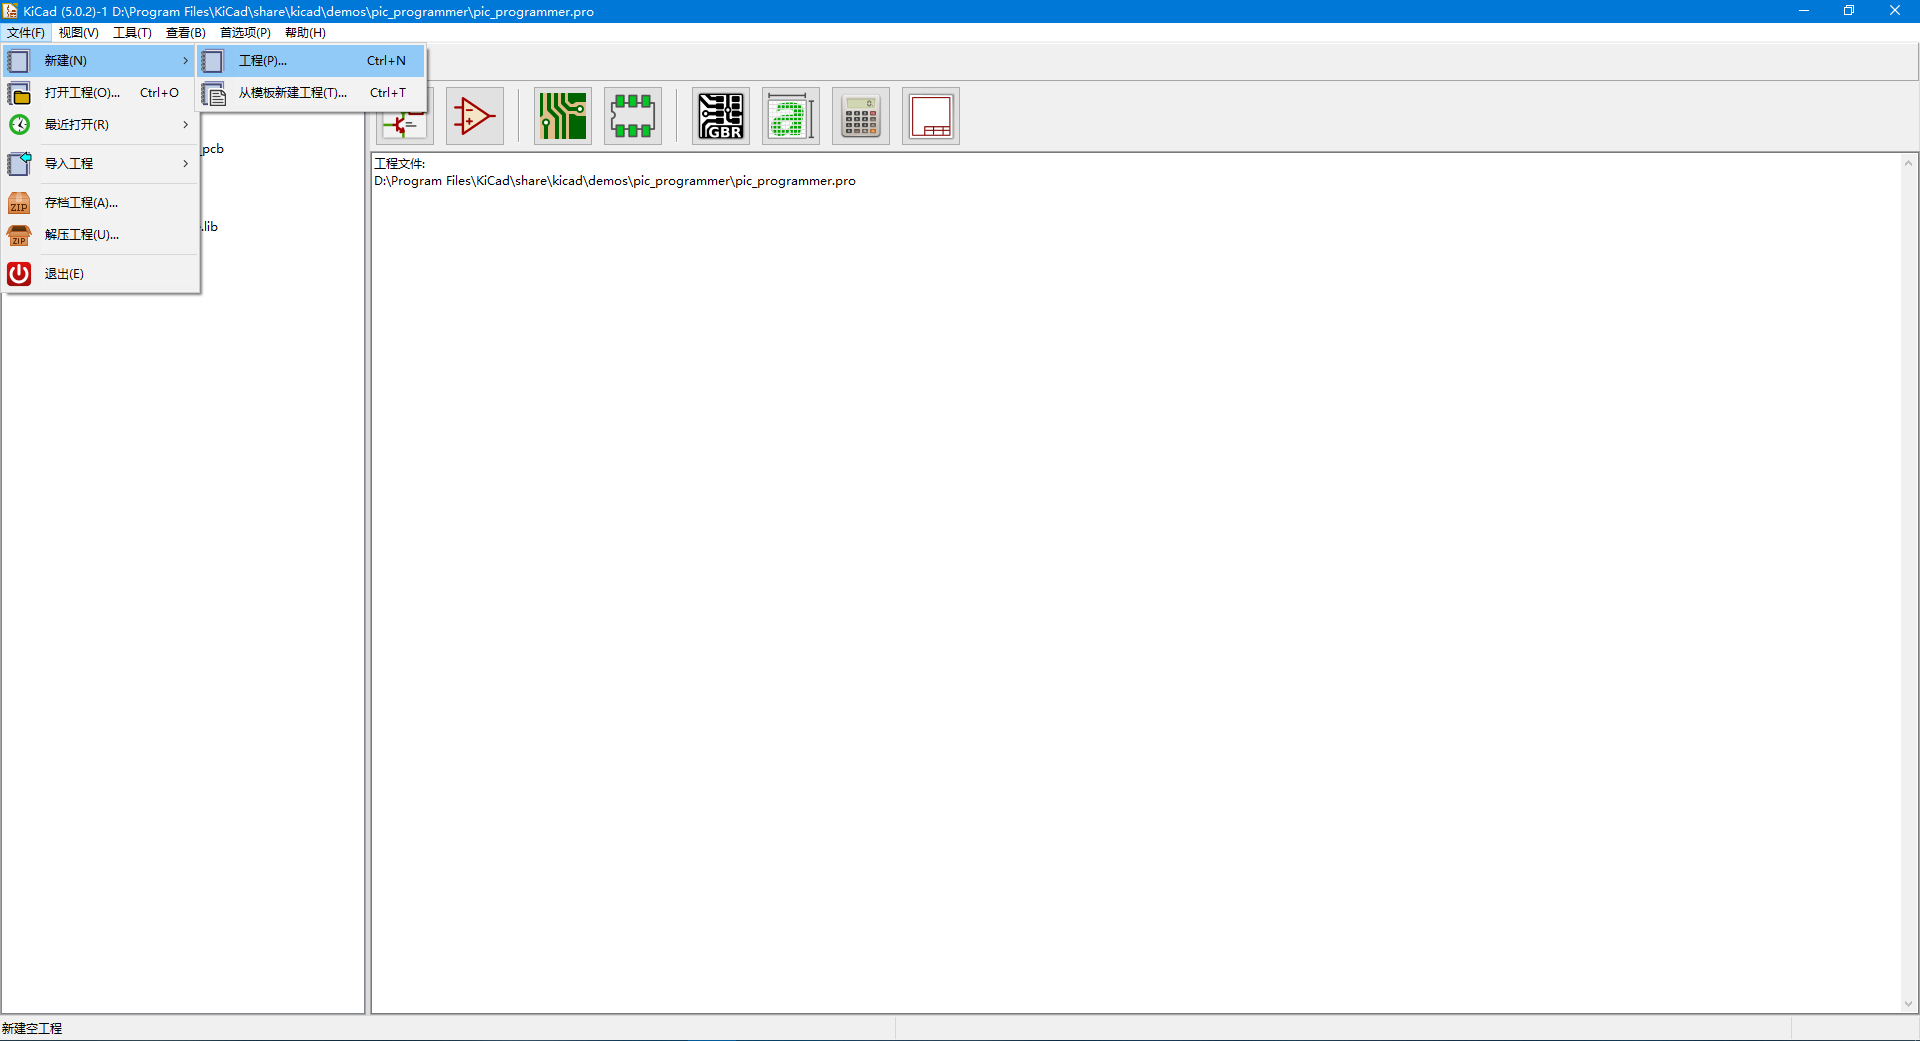 KiCad (5.0.2)-1 D:\Program Files\KiCad\share\kicad\demos\pic_programmer\pic_programmer.pro
文件(F) 视图(V) 工具(T) 查看(B) 首选项(P) 帮助(H)
新建(N)
工程(P)... Ctrl+N
打开工程(O)... Ctrl+O
从模板新建工程(T)... Ctrl+T
最近打开(R)
_pcb
导入工程
存档工程(A)...
.lib
解压工程(U)...
退出(E)
GBR
a
0.
ZIP
ZIP
工程文件:
D:\Program Files\KiCad\share\kicad\demos\pic_programmer\pic_programmer.pro
新建空工程